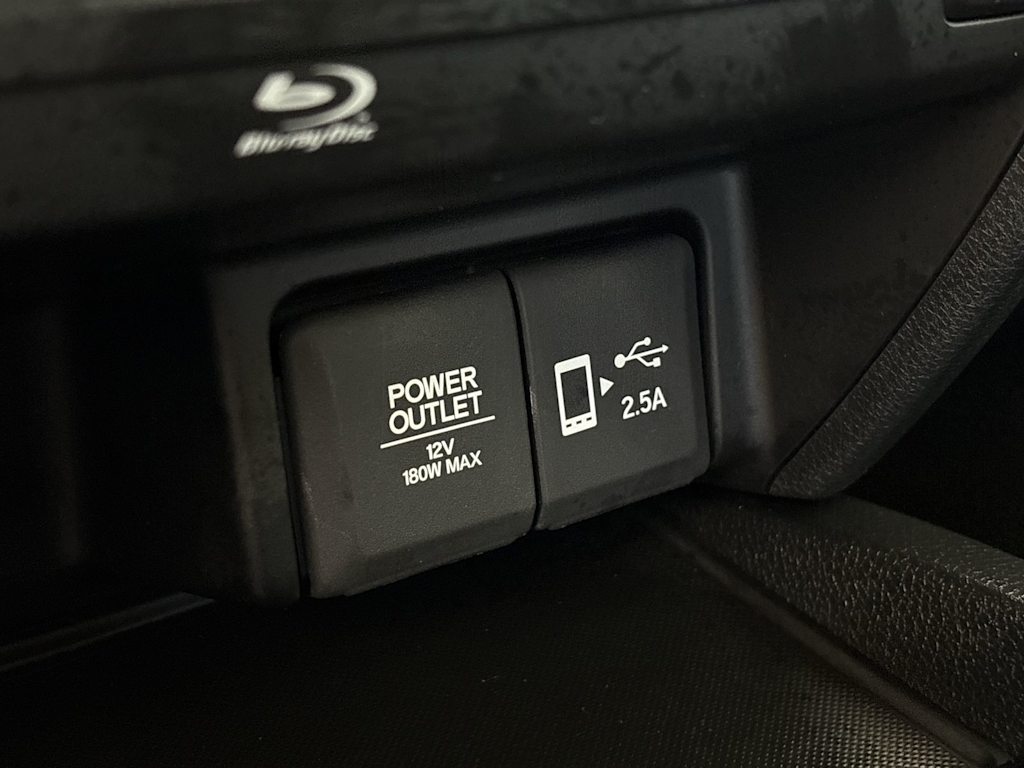 Blu-ray Disc
POWER
OUTLET
12V
180W MAX
2.5A